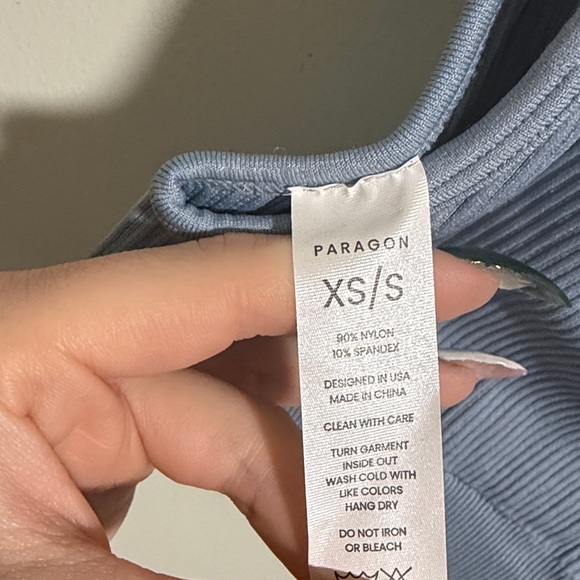 PARAGON
XS/S
90% NYLON
10% SPANDEX
DESIGNED IN USA
MADE IN CHINA
CLEAN WITH CARE
TURN GARMENT
INSIDE OUT
WASH COLD WITH
LIKE COLORS
HANG DRY
DO NOT IRON
OR BLEACH